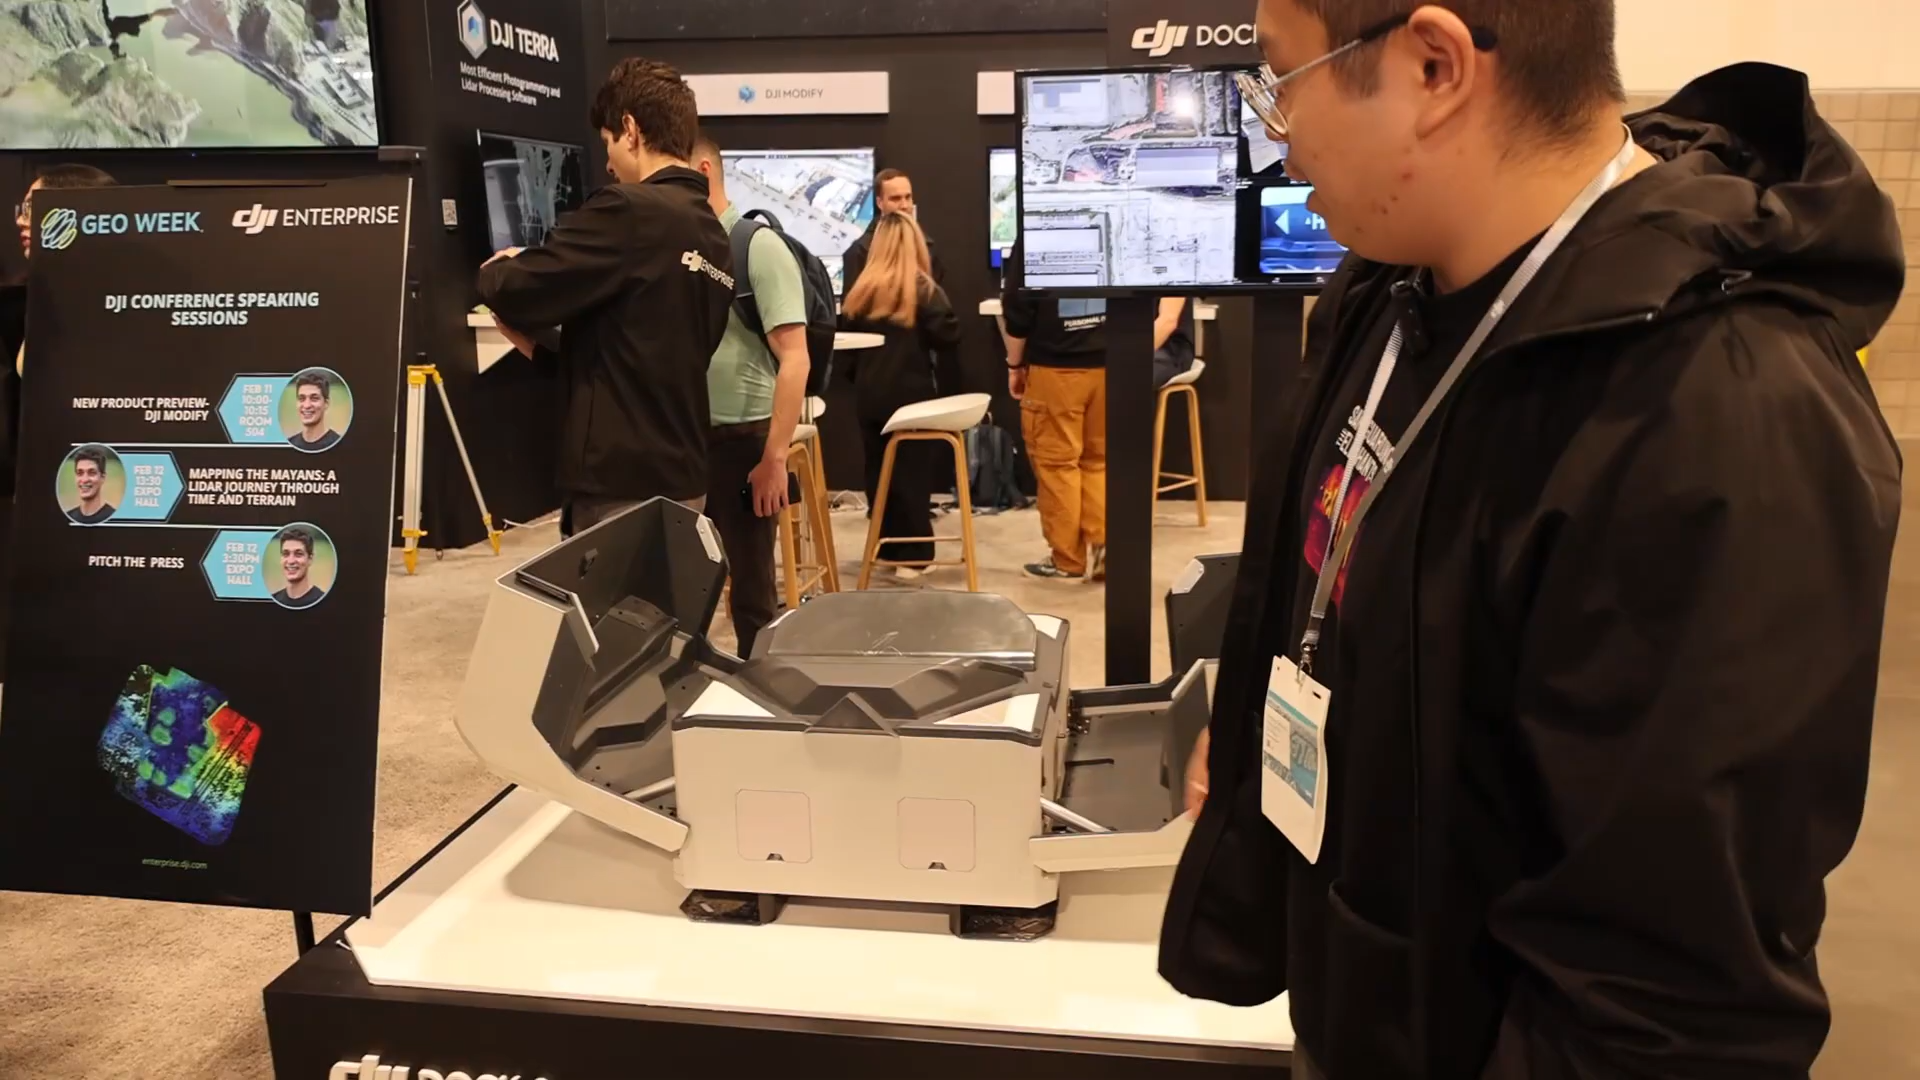 DJI TERRA
Most Efficient Photogrammetry and
Lidar Processing Software
DJI MODIFY
dji
GEO WEEK
dji ENTERPRISE
DJI CONFERENCE SPEAKING
SESSIONS
NEW PRODUCT PREVIEW-
DJI MODIFY
FEB 11
10:00-
10:15
ROOM
504
FEB 12
13:30
EXPO
HALL
MAPPING THE MAYANS: A
LIDAR JOURNEY THROUGH
TIME AND TERRAIN
PITCH THE PRESS
FEB 12
3:30PM
EXPO
HALL
enterprise.dji.com
dji ENTERPRISE
dji